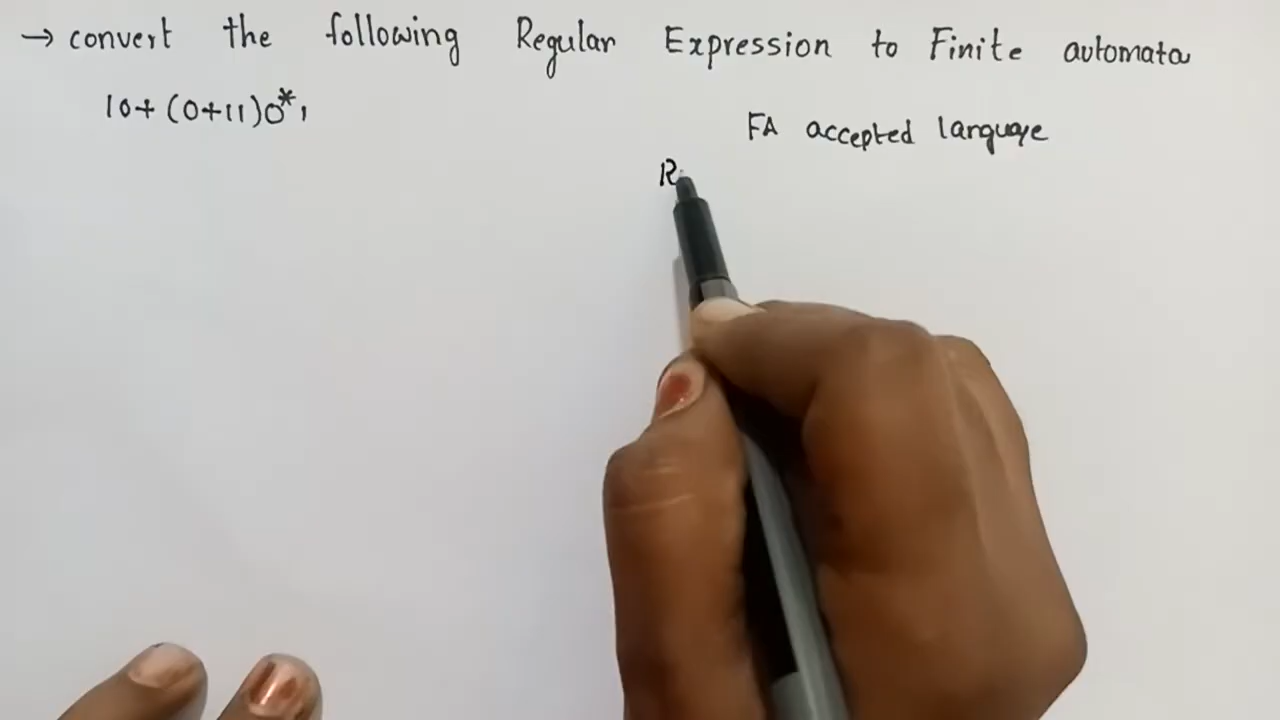 → convert the following Regular Expression to Finite automata
10+(0+11)0*1
FA accepted language
R